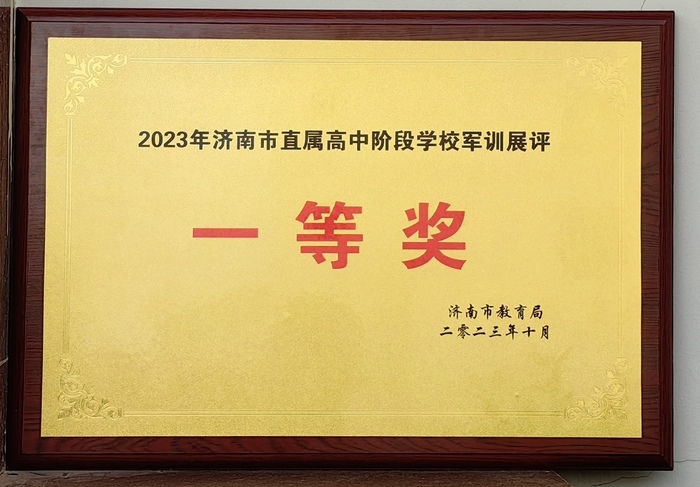 2023年济南市直属高中阶段学校军训展评
一等奖
济南市教育局
二零二三年十月